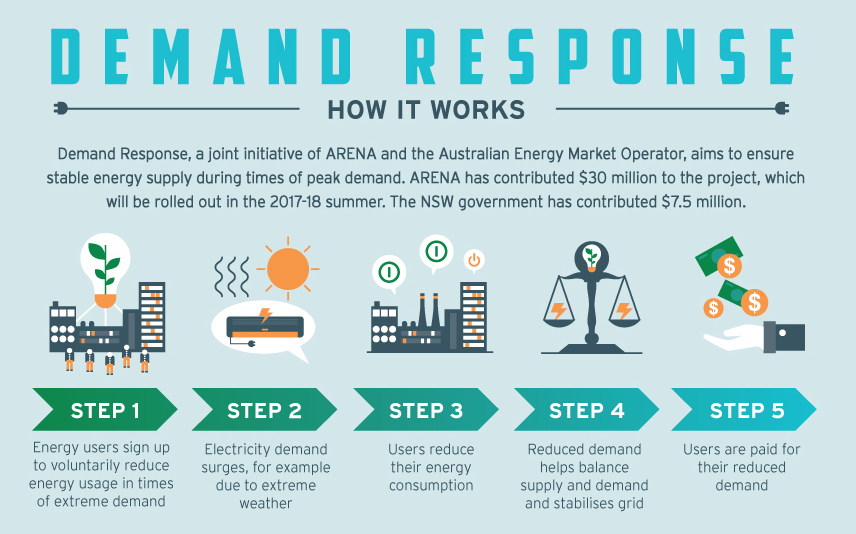 DEMAND RESPONSE
HOW IT WORKS
Demand Response, a joint initiative of ARENA and the Australian Energy Market Operator, aims to ensure
stable energy supply during times of peak demand. ARENA has contributed $30 million to the project, which
will be rolled out in the 2017-18 summer. The NSW government has contributed $7.5 million.
$
$
$
STEP 1
Energy users sign up
to voluntarily reduce
energy usage in times
of extreme demand
STEP 2
Electricity demand
surges, for example
due to extreme
weather
STEP 3
Users reduce
their energy
consumption
STEP 4
Reduced demand
helps balance
supply and demand
and stabilises grid
STEP 5
Users are paid for
their reduced
demand